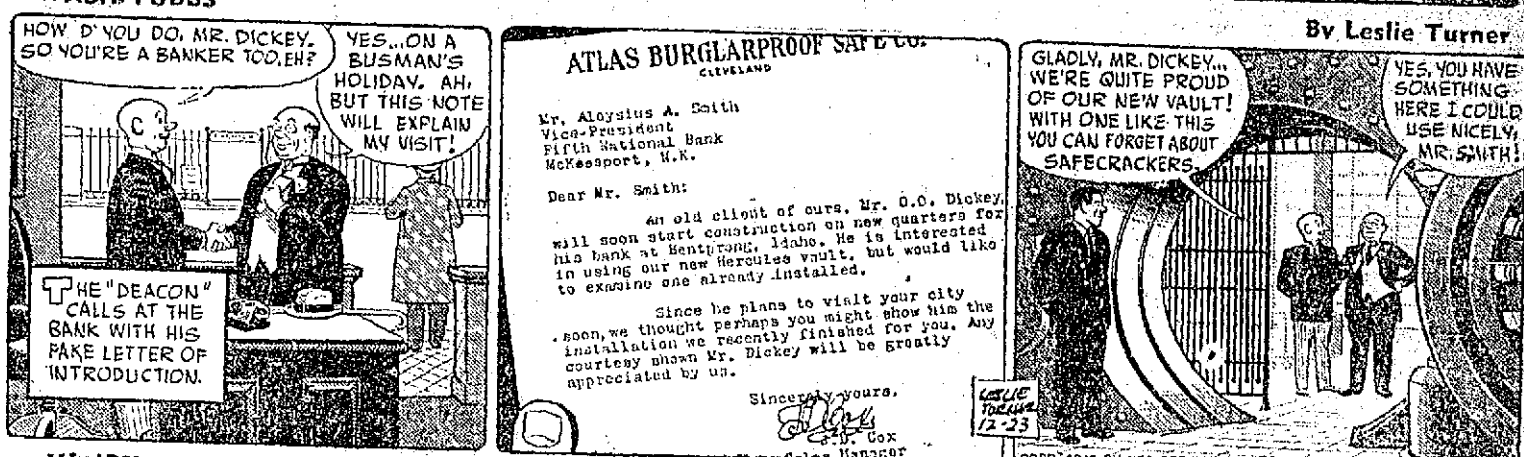 By Leslie Turner
HOW D'YOU DO, MR. DICKEY.
SO YOU'RE A BANKER TOO, EH?
YES...ON A
BUSMAN'S
HOLIDAY. AH,
BUT THIS NOTE
WILL EXPLAIN
MY VISIT!
THE "DEACON"
CALLS AT THE
BANK WITH HIS
FAKE LETTER OF
INTRODUCTION.
ATLAS BURGLARPROOF SAFE CO.
CLEVELAND
Mr. Aloysius A. Smith
Vice-President
Fifth National Bank
McKessport, W.K.
Dear Mr. Smith:
An old client of ours, Mr. O.O. Dickey,
will soon start construction on new quarters for
his bank at Bentprong, Idaho. He is interested
in using our new Hercules vault, but would like
to examine one already installed.
Since he plans to visit your city
soon, we thought perhaps you might show him the
installation we recently finished for you. Any
courtesy shown Mr. Dickey will be greatly
appreciated by us.
Sincerely yours,
Cox
Sales Manager
LESLIE
TURNER
12-23
GLADLY, MR. DICKEY...
WE'RE QUITE PROUD
OF OUR NEW VAULT!
WITH ONE LIKE THIS
YOU CAN FORGET ABOUT
SAFECRACKERS.
YES, YOU HAVE
SOMETHING
HERE I COULD
USE NICELY,
MR. SMITH!